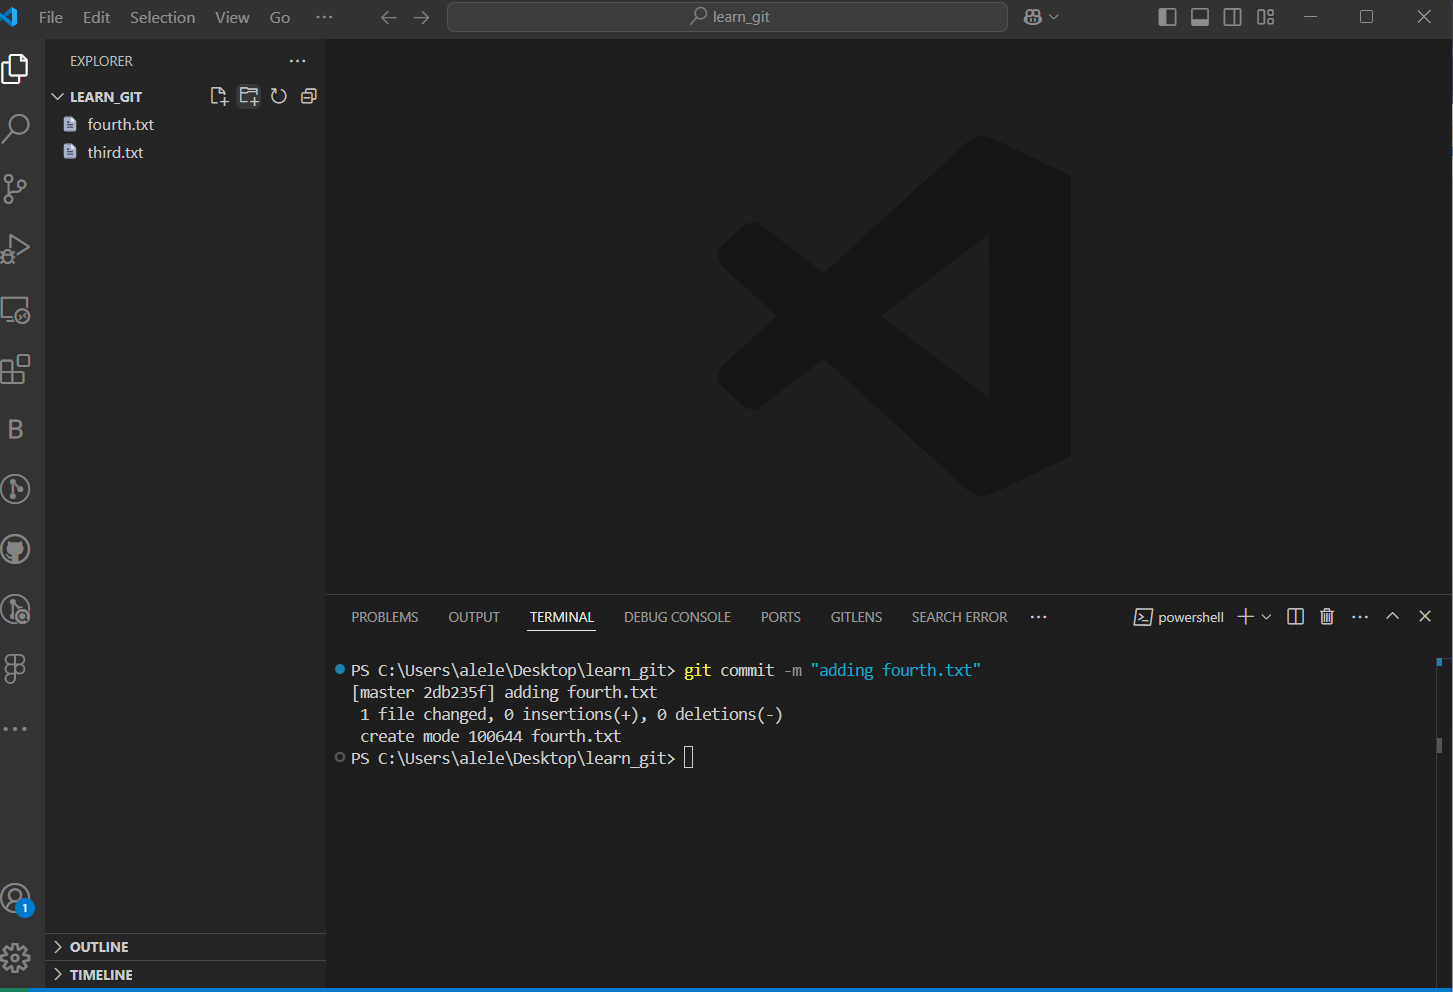 File Edit Selection View Go ···
learn_git
EXPLORER
LEARN_GIT
fourth.txt
third.txt
B
1
OUTLINE
TIMELINE
PROBLEMS OUTPUT TERMINAL DEBUG CONSOLE PORTS GITLENS SEARCH ERROR ··· powershell
PS C:\Users\alele\Desktop\learn_git> git commit -m "adding fourth.txt"
[master 2db235f] adding fourth.txt
1 file changed, 0 insertions(+), 0 deletions(-)
create mode 100644 fourth.txt
PS C:\Users\alele\Desktop\learn_git>